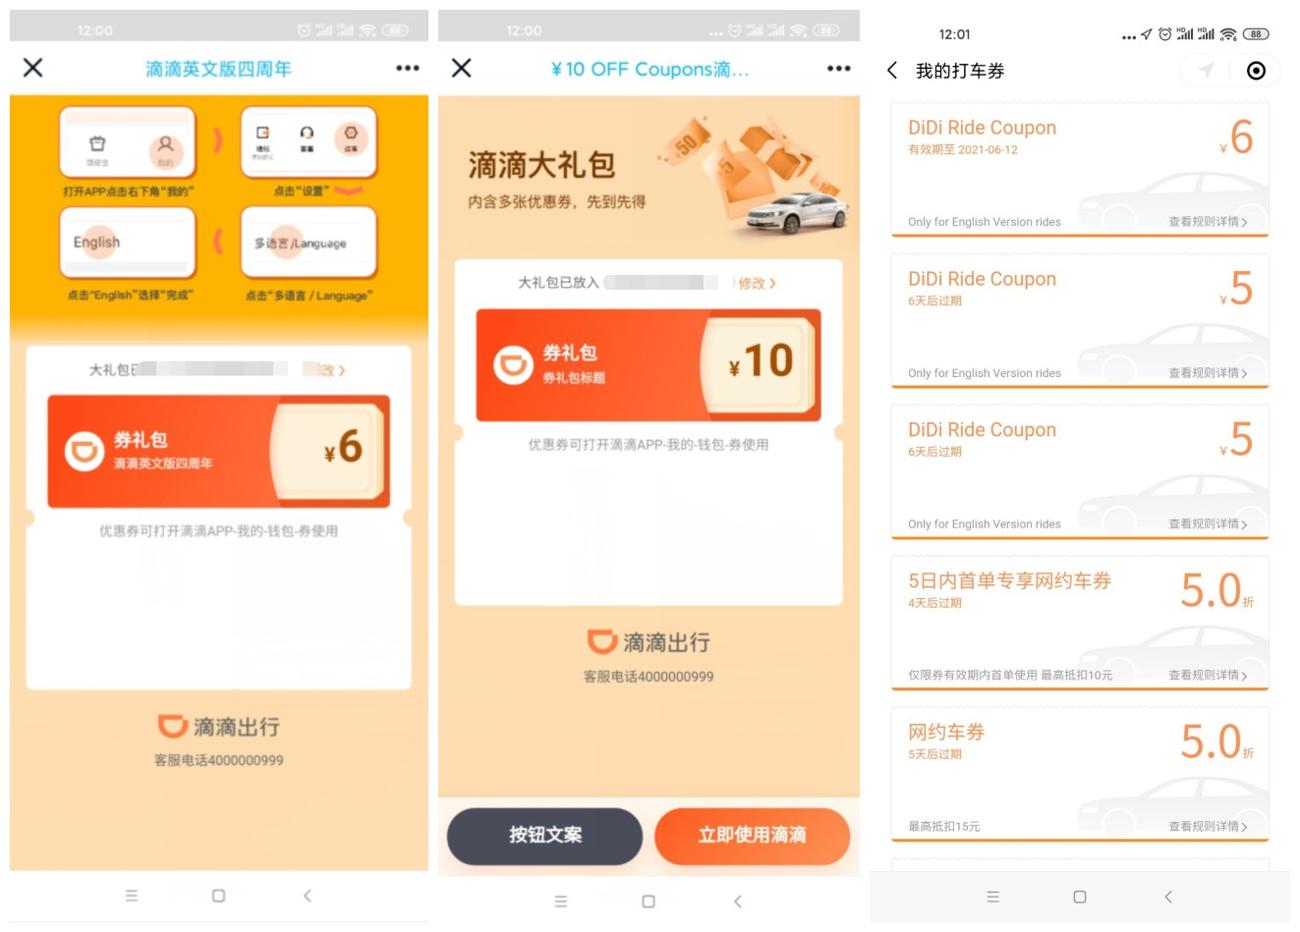 12:00
88
滴滴英文版四周年
我的
钱包
客服
设置
打开APP点击右下角“我的”
点击“设置”
English
多语言/Language
点击“English”选择“完成”
点击“多语言 / Language”
大礼包已
改 >
券礼包
滴滴英文版四周年
¥6
优惠券可打开滴滴APP-我的-钱包-券使用
滴滴出行
客服电话4000000999
12:00
88
¥10 OFF Coupons滴...
滴滴大礼包
内含多张优惠券，先到先得
50
5
大礼包已放入
修改 >
券礼包
券礼包标题
¥10
优惠券可打开滴滴APP-我的-钱包-券使用
滴滴出行
客服电话4000000999
按钮文案
立即使用滴滴
12:01
HD
HD
6
88
我的打车券
DiDi Ride Coupon
¥6
有效期至 2021-06-12
Only for English Version rides
查看规则详情>
DiDi Ride Coupon
¥5
6天后过期
Only for English Version rides
查看规则详情>
DiDi Ride Coupon
¥5
6天后过期
Only for English Version rides
查看规则详情>
5日内首单专享网约车券
5.0折
4天后过期
仅限券有效期内首单使用 最高抵扣10元
查看规则详情>
网约车券
5.0折
5天后过期
最高抵扣15元
查看规则详情>